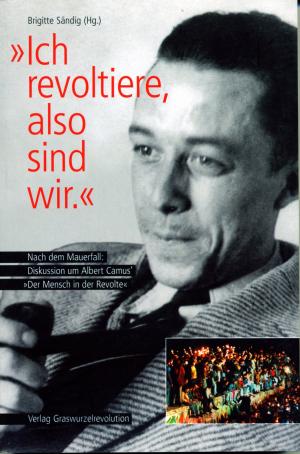 Brigitte Sändig (Hg.)
»Ich
revoltiere,
also
sind
wir.«
Nach dem Mauerfall:
Diskussion um Albert Camus'
»Der Mensch in der Revolte«
Verlag Graswurzelrevolution